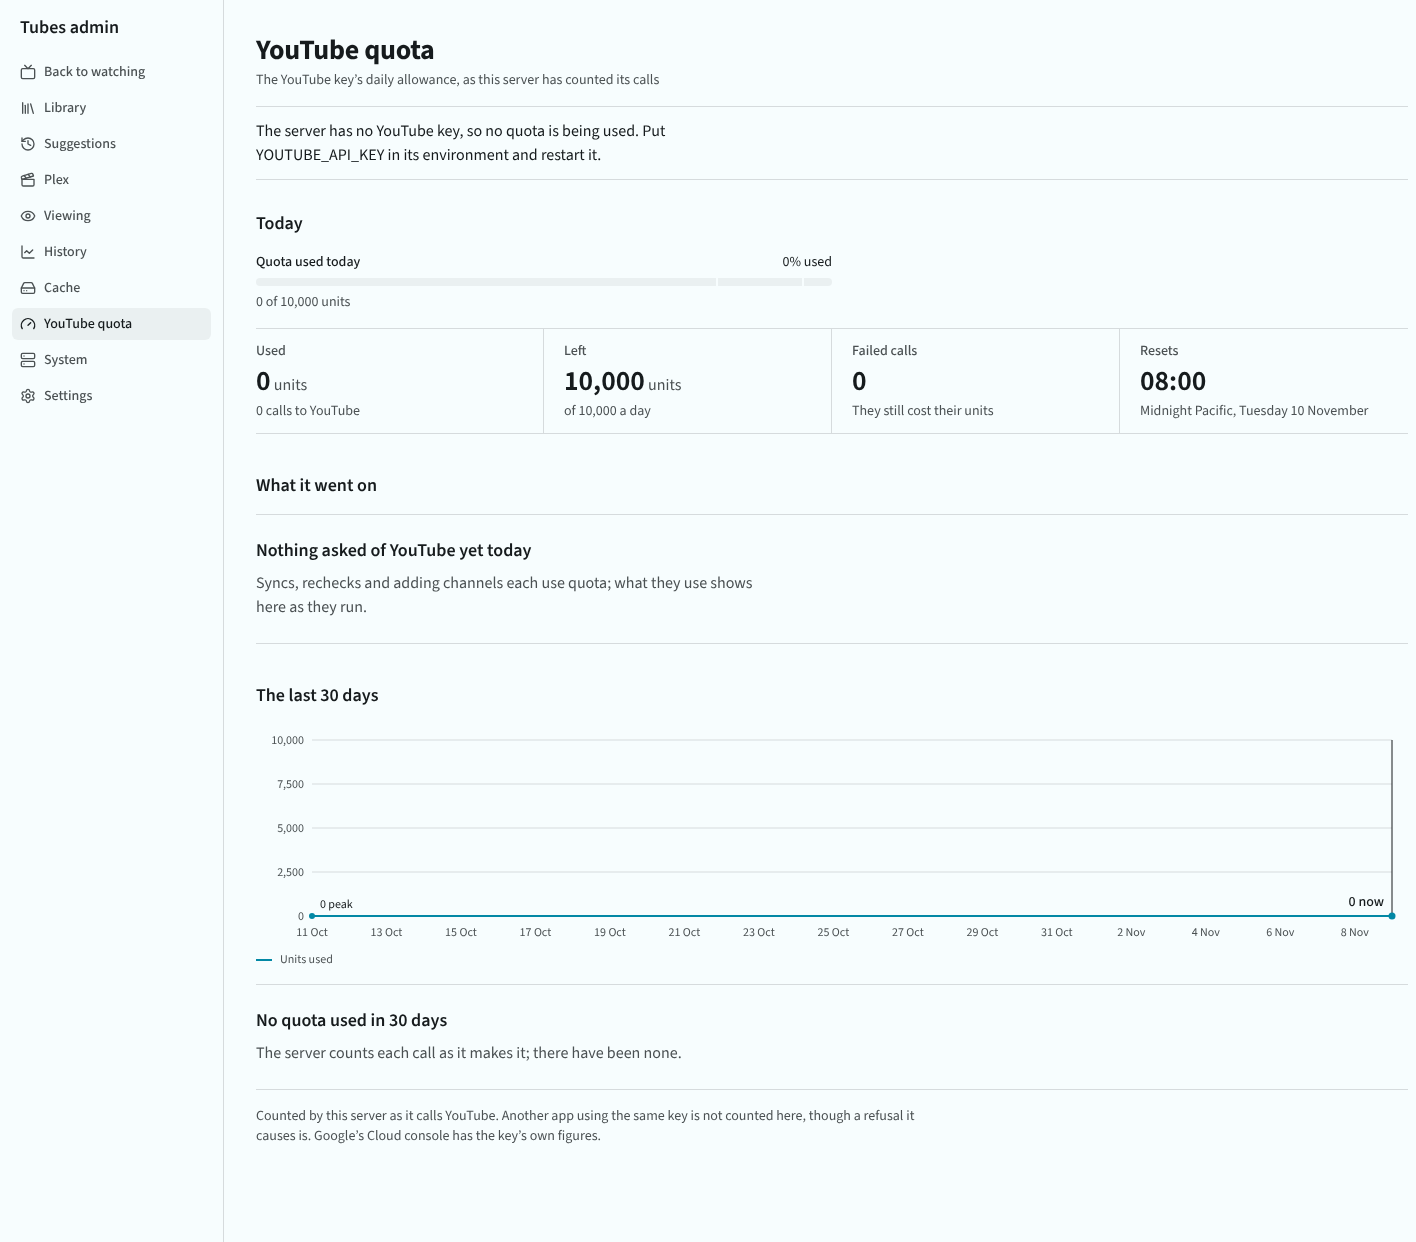 Tubes admin
Back to watching
Library
Suggestions
Plex
Viewing
History
Cache
YouTube quota
System
Settings
YouTube quota
The YouTube key’s daily allowance, as this server has counted its calls
The server has no YouTube key, so no quota is being used. Put
YOUTUBE_API_KEY in its environment and restart it.
Today
Quota used today 0% used
0 of 10,000 units
Used
0 units
0 calls to YouTube
Left
10,000 units
of 10,000 a day
Failed calls
0
They still cost their units
Resets
08:00
Midnight Pacific, Tuesday 10 November
What it went on
Nothing asked of YouTube yet today
Syncs, rechecks and adding channels each use quota; what they use shows
here as they run.
The last 30 days
10,000
7,500
5,000
2,500
0
0 peak
0 now
11 Oct 13 Oct 15 Oct 17 Oct 19 Oct 21 Oct 23 Oct 25 Oct 27 Oct 29 Oct 31 Oct 2 Nov 4 Nov 6 Nov 8 Nov
Units used
No quota used in 30 days
The server counts each call as it makes it; there have been none.
Counted by this server as it calls YouTube. Another app using the same key is not counted here, though a refusal it
causes is. Google’s Cloud console has the key’s own figures.